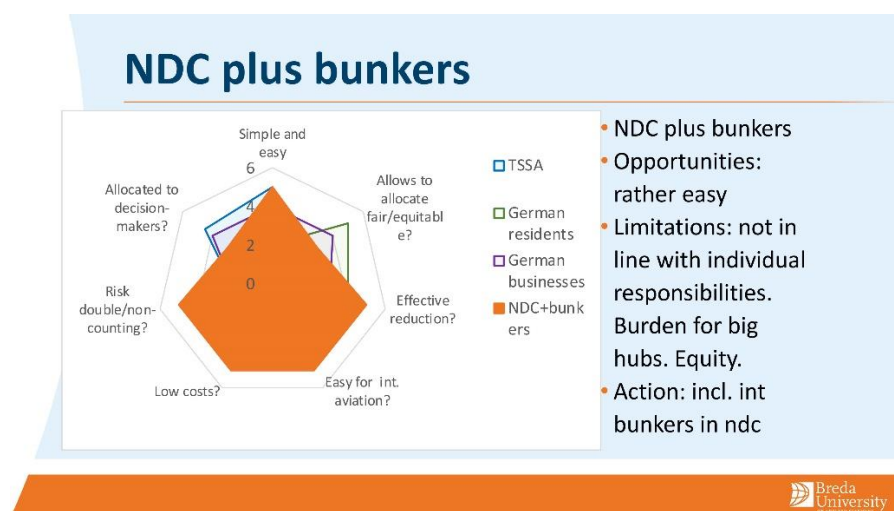 NDC plus bunkers
Simple and
easy
6
4
2
0
Allows to
allocate
fair/equitabl
e?
Effective
reduction?
Easy for int.
aviation?
Low costs?
Risk
double/non-
counting?
Allocated to
decision-
makers?
TSSA
German
residents
German
businesses
NDC+bunk
ers
• NDC plus bunkers
• Opportunities:
rather easy
• Limitations: not in
line with individual
responsibilities.
Burden for big
hubs. Equity.
• Action: incl. int
bunkers in ndc
Breda
University